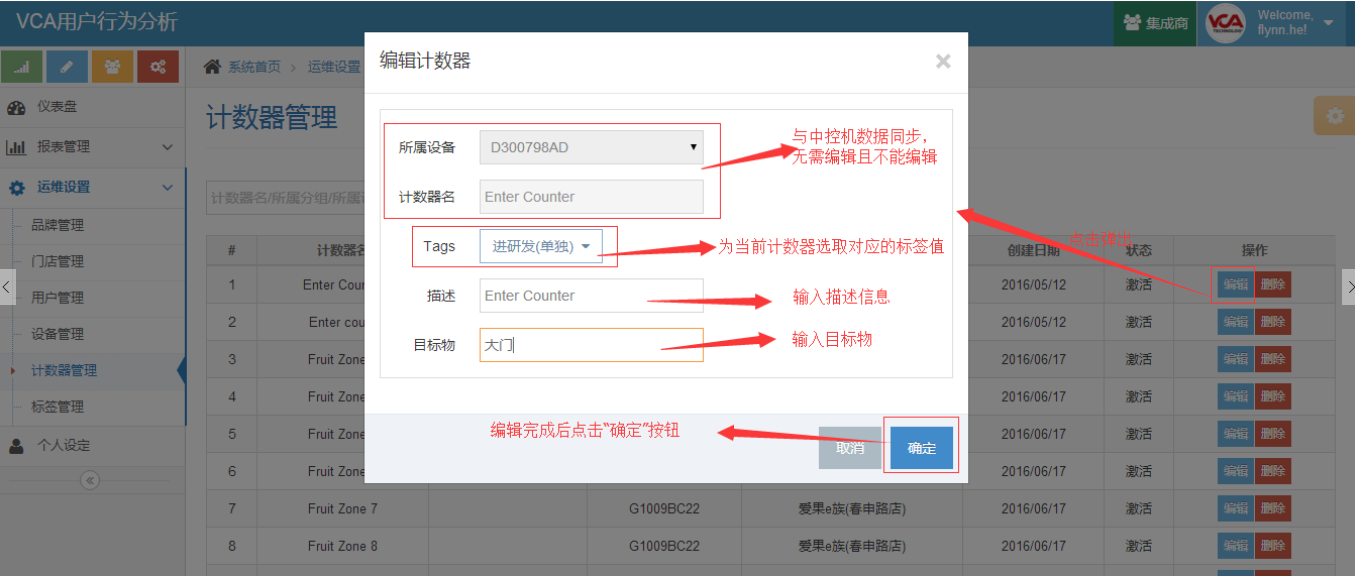 VCA用户行为分析
集成商
VCA
TECHNOLOGY
Welcome,
flynn.he!
系统首页 > 运维设置
仪表盘
报表管理
运维设置
品牌管理
门店管理
用户管理
设备管理
计数器管理
标签管理
个人设定
计数器管理
计数器名/所属分组/所属
编辑计数器
所属设备 D300798AD
计数器名 Enter Counter
Tags 进研发(单独)
描述 Enter Counter
目标物 大门
取消 确定
与中控机数据同步，
无需编辑且不能编辑
为当前计数器选取对应的标签值
输入描述信息
输入目标物
编辑完成后点击“确定”按钮
# 计数器名 创建日期 状态 操作
1 Enter Cour 2016/05/12 激活 编辑 删除
2 Enter cou 2016/05/12 激活 编辑 删除
3 Fruit Zone 2016/06/17 激活 编辑 删除
4 Fruit Zone 2016/06/17 激活 编辑 删除
5 Fruit Zone 2016/06/17 激活 编辑 删除
6 Fruit Zone 2016/06/17 激活 编辑 删除
7 Fruit Zone 7 G1009BC22 爱果e族(春申路店) 2016/06/17 激活 编辑 删除
8 Fruit Zone 8 G1009BC22 爱果e族(春申路店) 2016/06/17 激活 编辑 删除